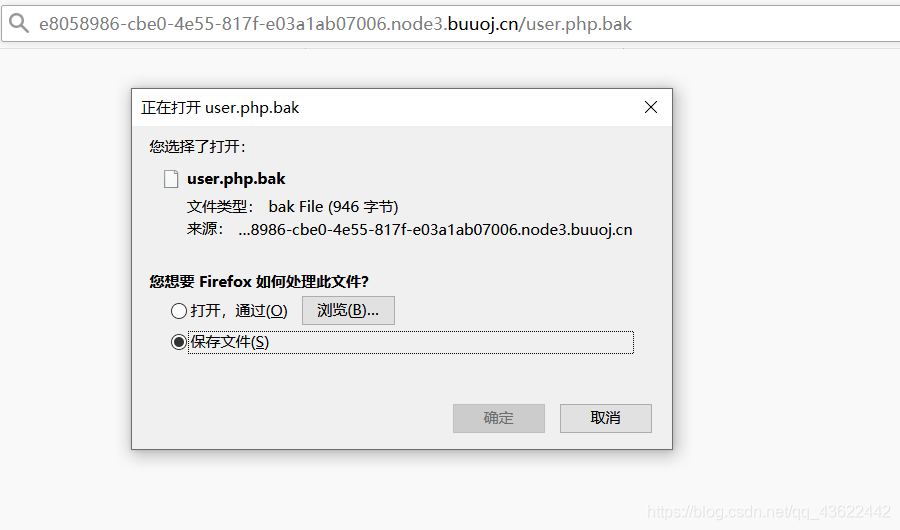 e8058986-cbe0-4e55-817f-e03a1ab07006.node3.buuoj.cn/user.php.bak
正在打开 user.php.bak
您选择了打开:
user.php.bak
文件类型: bak File (946 字节)
来源: ...8986-cbe0-4e55-817f-e03a1ab07006.node3.buuoj.cn
您想要 Firefox 如何处理此文件?
打开，通过(O) 浏览(B)...
保存文件(S)
确定 取消
https://blog.csdn.net/qq_43622442